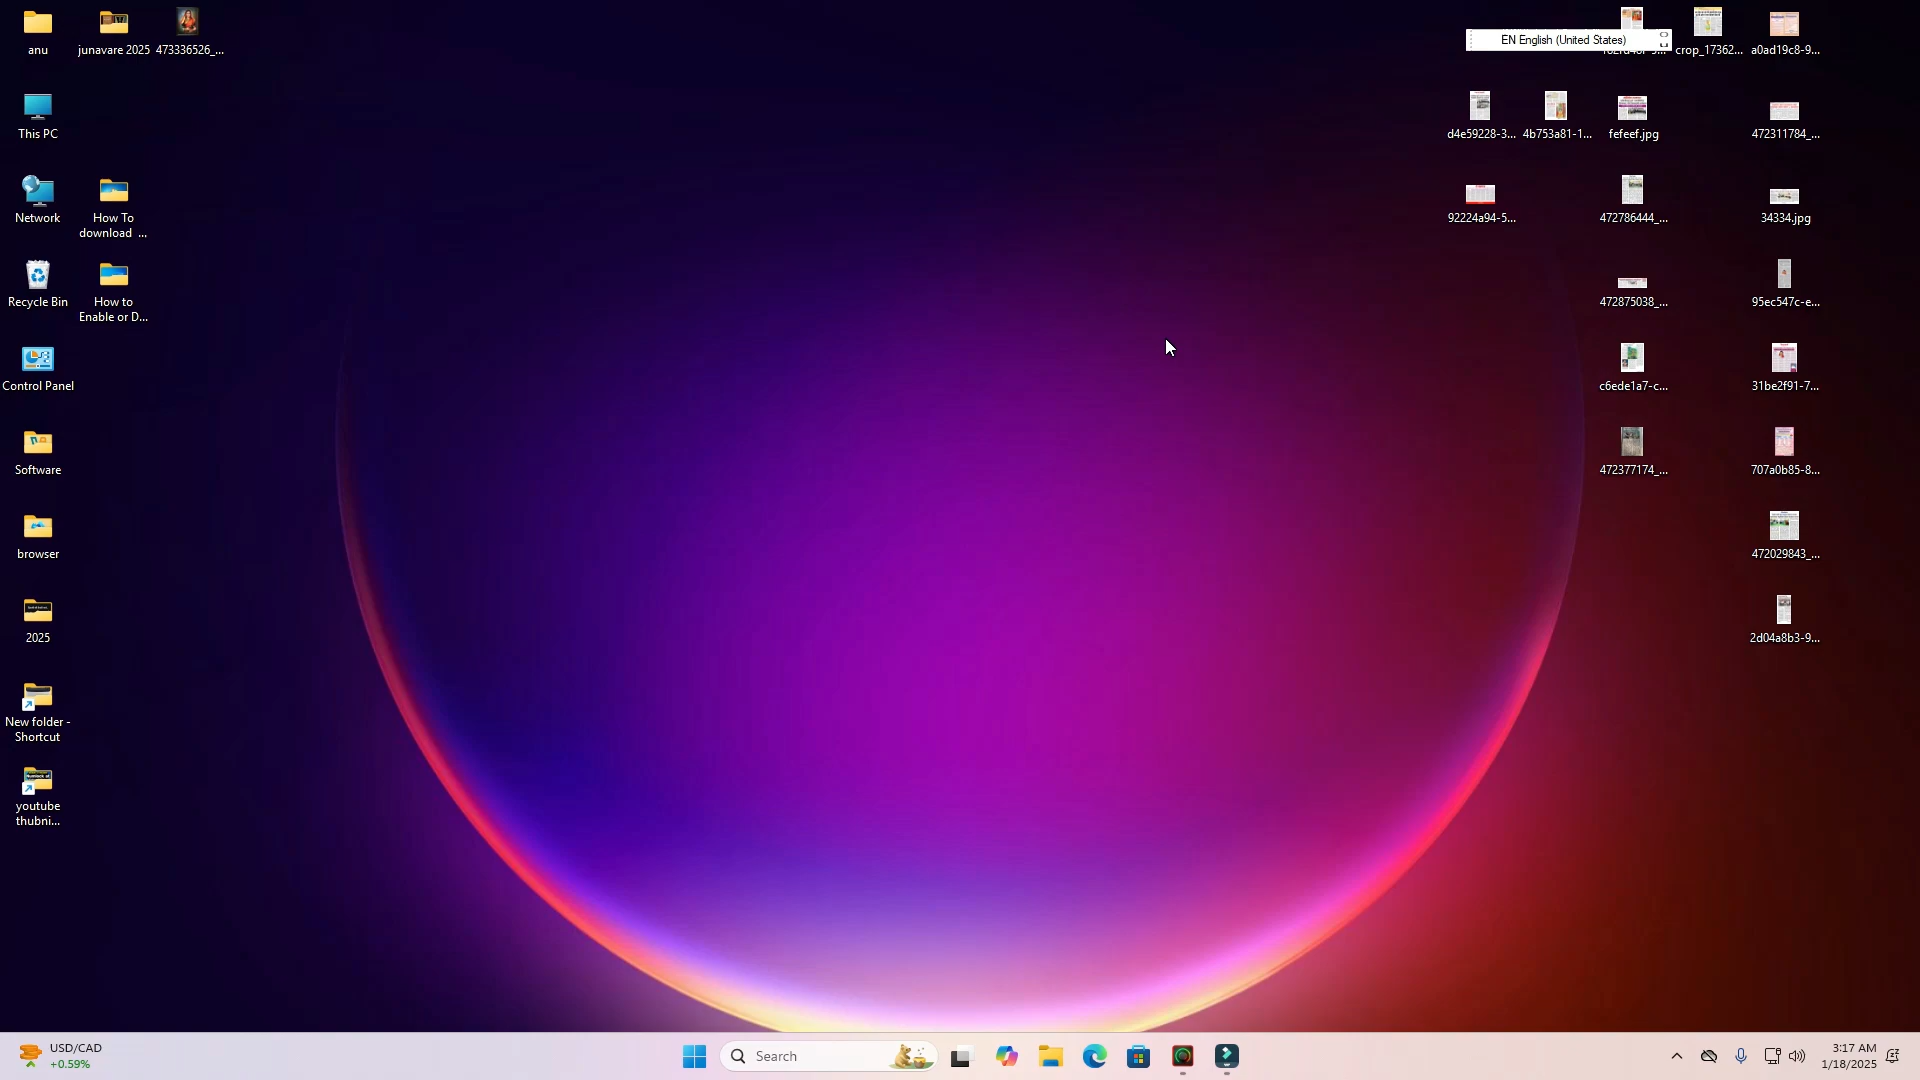 anu
junavare 2025
473336526_...
EN English (United States)
crop_17362...
a0ad19c8-9...
This PC
d4e59228-3...
4b753a81-1...
fefeef.jpg
472311784_...
Network
How To
download ...
92224a94-5...
472786444_...
34334.jpg
Recycle Bin
How to
Enable or D...
472875038_...
95ec547c-e...
Control Panel
c6ede1a7-c...
31be2f91-7...
Software
472377174_...
707a0b85-8...
browser
472029843_...
2025
2d04a8b3-9...
New folder -
Shortcut
youtube
thubni...
USD/CAD
+0.59%
Search
3:17 AM
1/18/2025